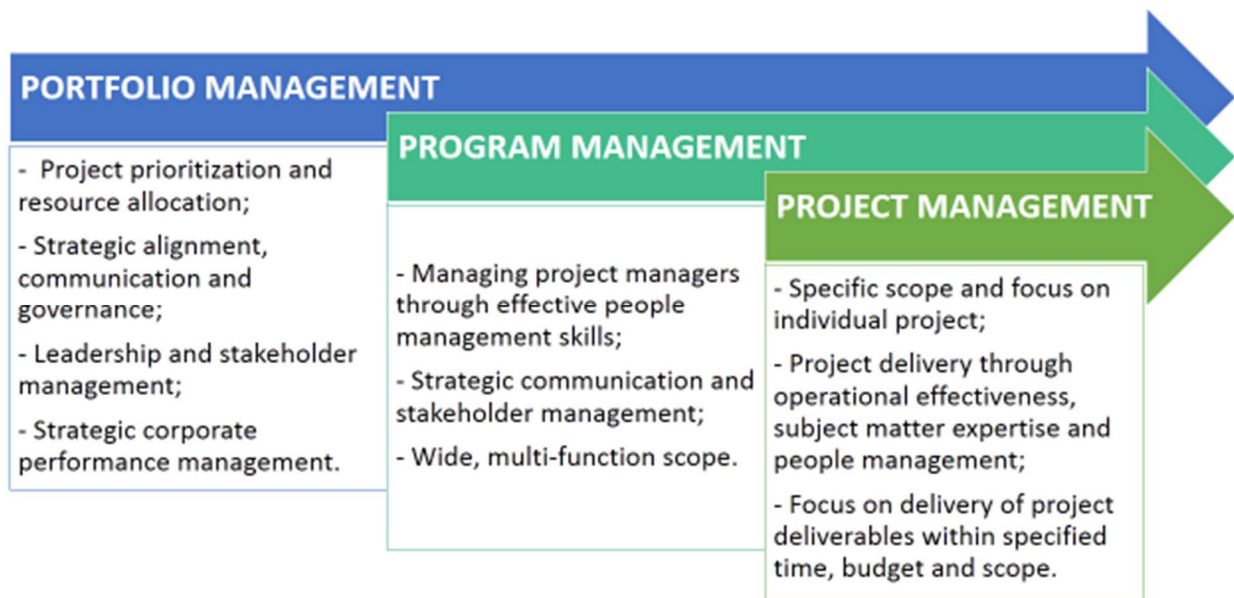 PORTFOLIO MANAGEMENT
- Project prioritization and
resource allocation;
- Strategic alignment,
communication and
governance;
- Leadership and stakeholder
management;
- Strategic corporate
performance management.
PROGRAM MANAGEMENT
- Managing project managers
through effective people
management skills;
- Strategic communication and
stakeholder management;
- Wide, multi-function scope.
PROJECT MANAGEMENT
- Specific scope and focus on
individual project;
- Project delivery through
operational effectiveness,
subject matter expertise and
people management;
- Focus on delivery of project
deliverables within specified
time, budget and scope.